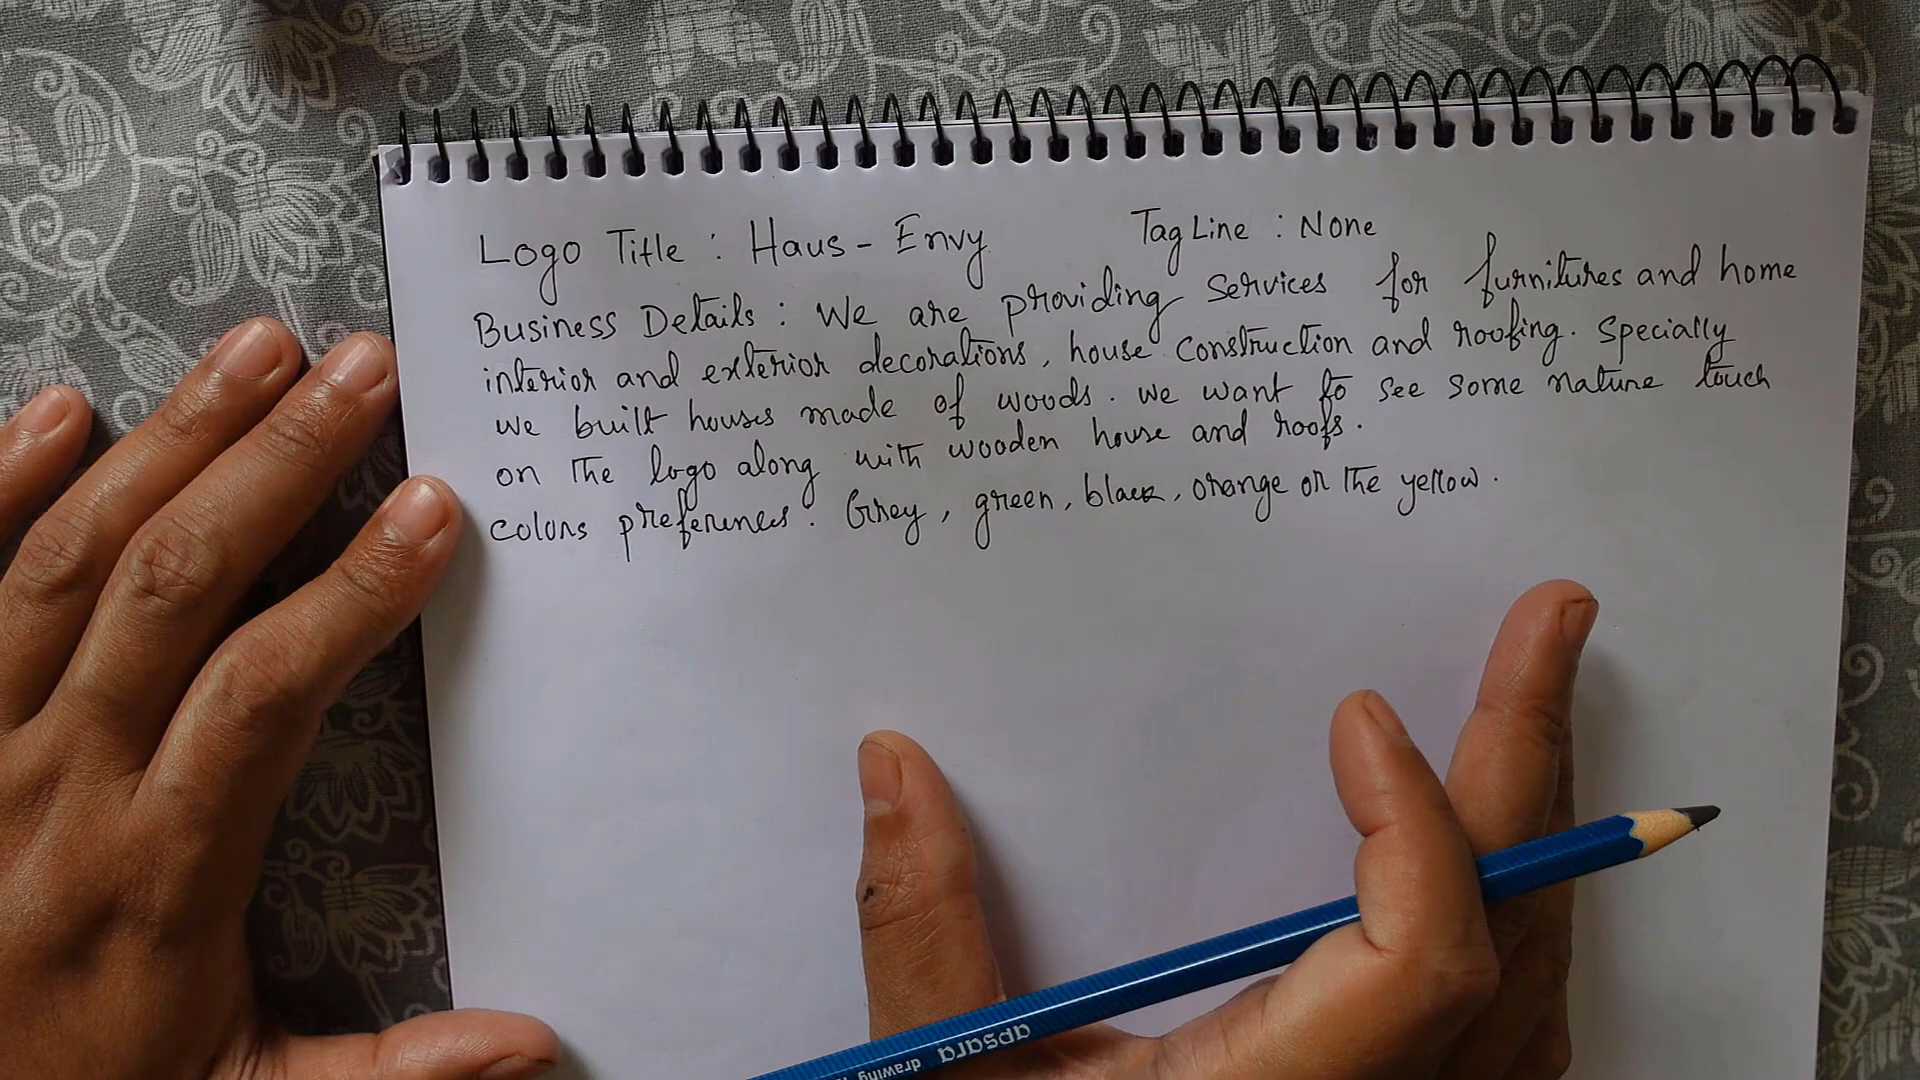 Logo Title : Haus - Envy Tag Line : None
Business Details : We are providing services for furnitures and home
interior and exterior decorations, house construction and roofing. Specially
we built houses made of woods. we want to see some nature touch
on the logo along with wooden house and roofs.
colors preferences : Grey, green, black, orange or the yellow.
apsara drawing